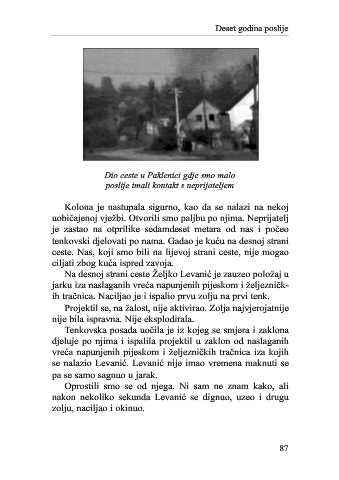 Deset godina poslije
Dio ceste u Paklenici gdje smo malo
poslije imali kontakt s neprijateljem
Kolona je nastupala sigurno, kao da se nalazi na nekoj
uobičajenoj vježbi. Otvorili smo paljbu po njima. Neprijatelj
je zastao na otprilike sedamdeset metara od nas i počeo
tenkovski djelovati po nama. Gađao je kuću na desnoj strani
ceste. Nas, koji smo bili na lijevoj strani ceste, nije mogao
ciljati zbog kuća ispred zavoja.
Na desnoj strani ceste Željko Levanić je zauzeo položaj u
jarku iza naslaganih vreća napunjenih pijeskom i željezničk-
ih tračnica. Naciljao je i ispalio prvu zolju na prvi tenk.
Projektil se, na žalost, nije aktivirao. Zolja najvjerojatnije
nije bila ispravna. Nije eksplodirala.
Tenkovska posada uočila je iz kojeg se smjera i zaklona
djeluje po njima i ispalila projektil u zaklon od naslaganih
vreća napunjenih pijeskom i željezničkih tračnica iza kojih
se nalazio Levanić. Levanić nije imao vremena maknuti se
pa se samo sagnuo u jarak.
Oprostili smo se od njega. Ni sam ne znam kako, ali
nakon nekoliko sekunda Levanić se dignuo, uzeo i drugu
zolju, naciljao i okinuo.
87